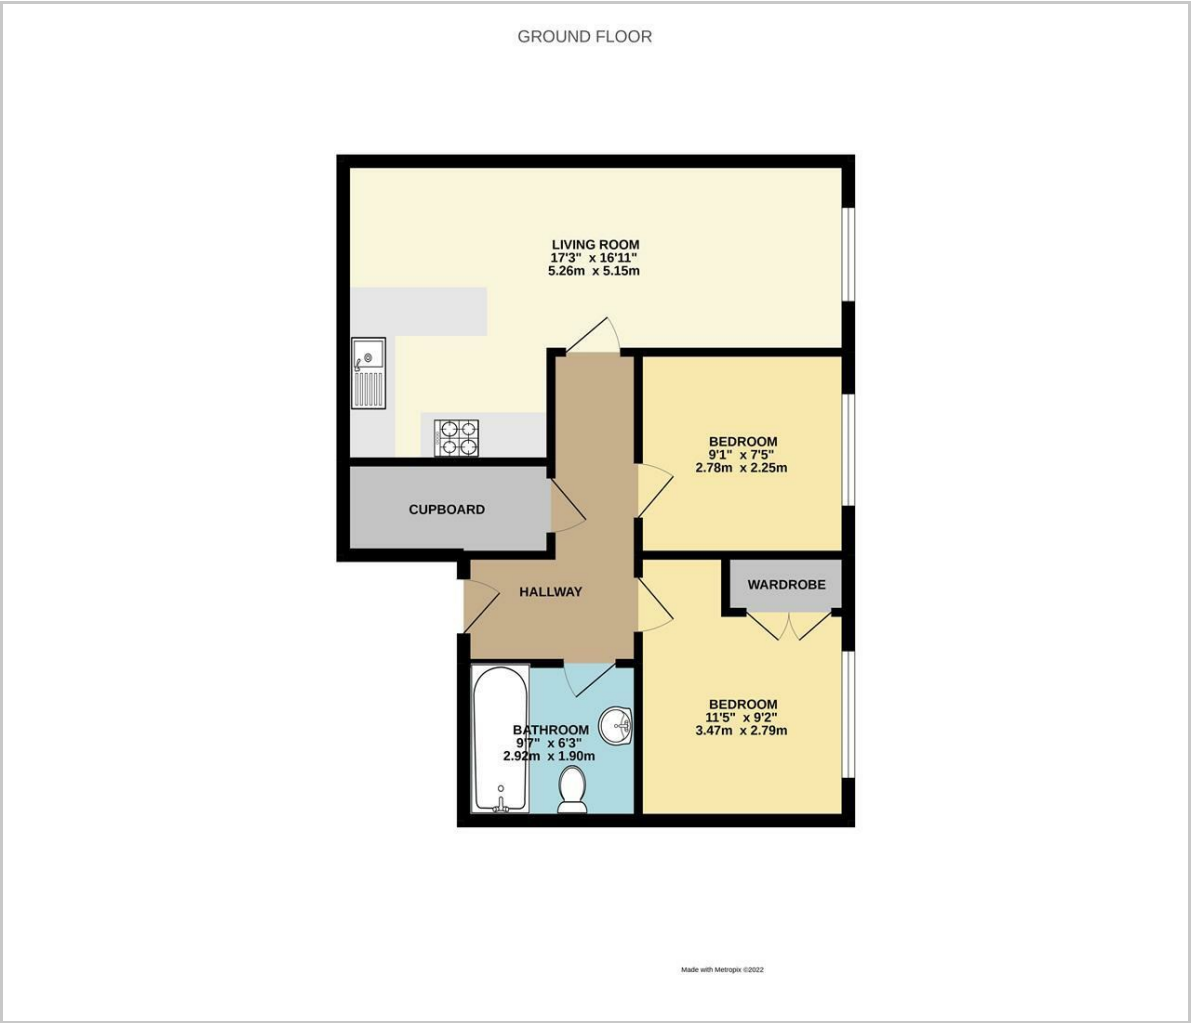 GROUND FLOOR
LIVING ROOM
17'3" x 16'11"
5.26m x 5.15m
BEDROOM
9'1" x 7'5"
2.78m x 2.25m
CUPBOARD
HALLWAY
WARDROBE
BEDROOM
11'5" x 9'2"
3.47m x 2.79m
BATHROOM
9'7" x 6'3"
2.92m x 1.90m
Made with Metropix ©2022